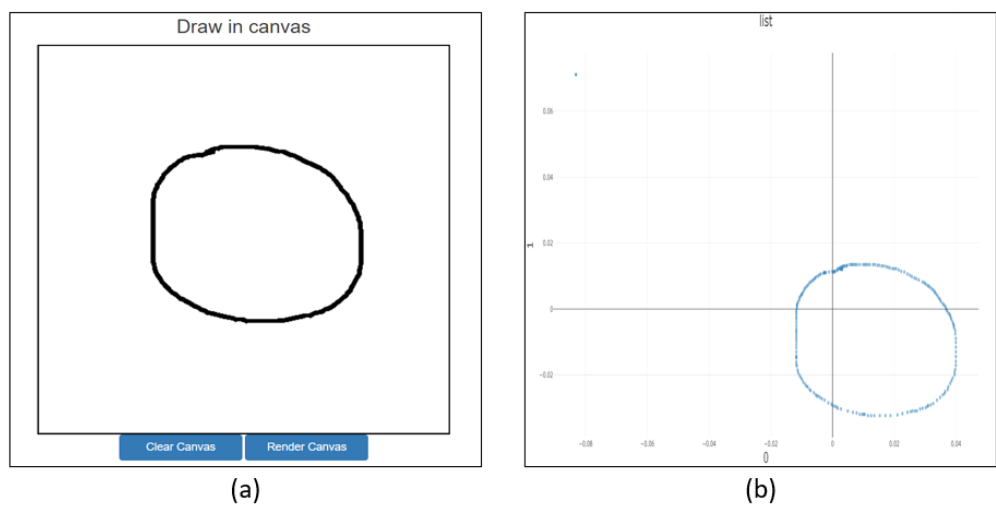 Draw in canvas
Clear Canvas Render Canvas
(a)
list
0.06
0.04
0.02
0
−0.02
1
−0.08 −0.06 −0.04 −0.02 0 0.02 0.04
0
(b)